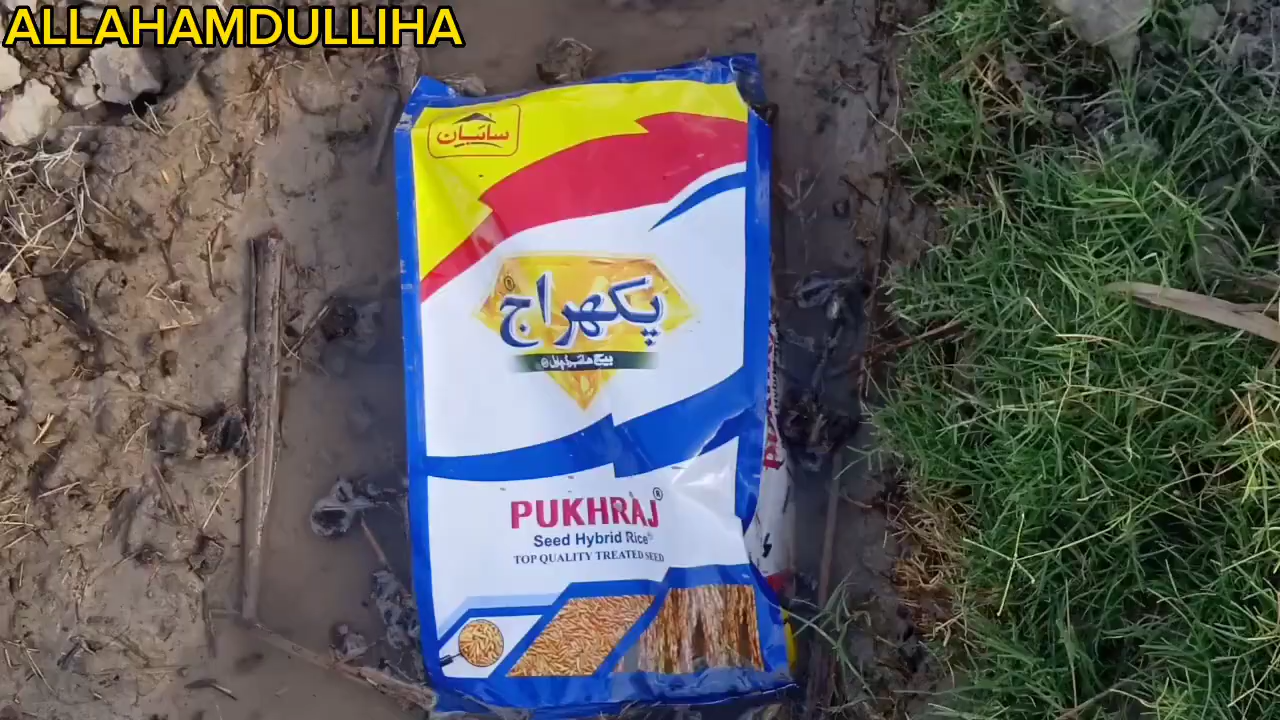 ALLAHAMDULLIHA
سائبان
پکھراج
®
PUKHRAJ®
Seed Hybrid Rice®
TOP QUALITY TREATED SEED